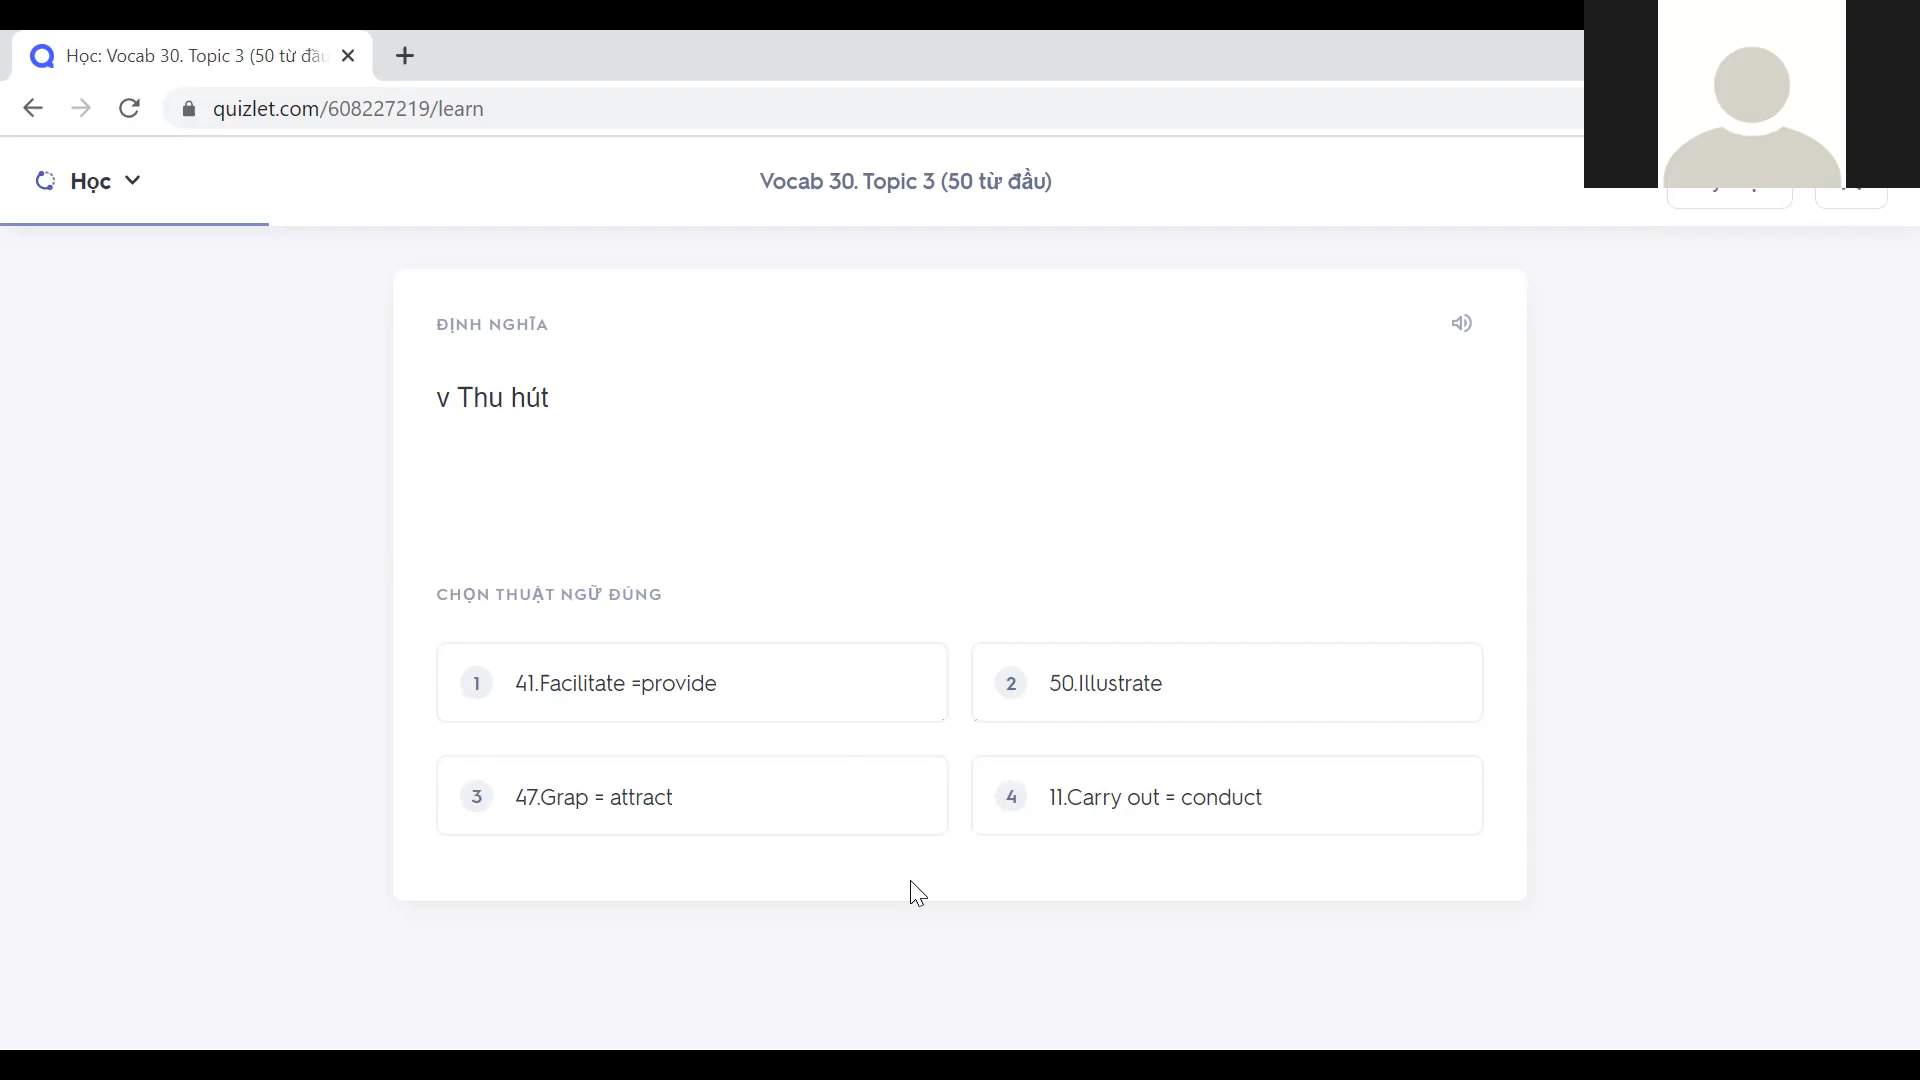 Học: Vocab 30. Topic 3 (50 từ đầu
quizlet.com/608227219/learn
Học
Vocab 30. Topic 3 (50 từ đầu)
ĐỊNH NGHĨA
v Thu hút
CHỌN THUẬT NGỮ ĐÚNG
1 41.Facilitate =provide
2 50.Illustrate
3 47.Grap = attract
4 11.Carry out = conduct